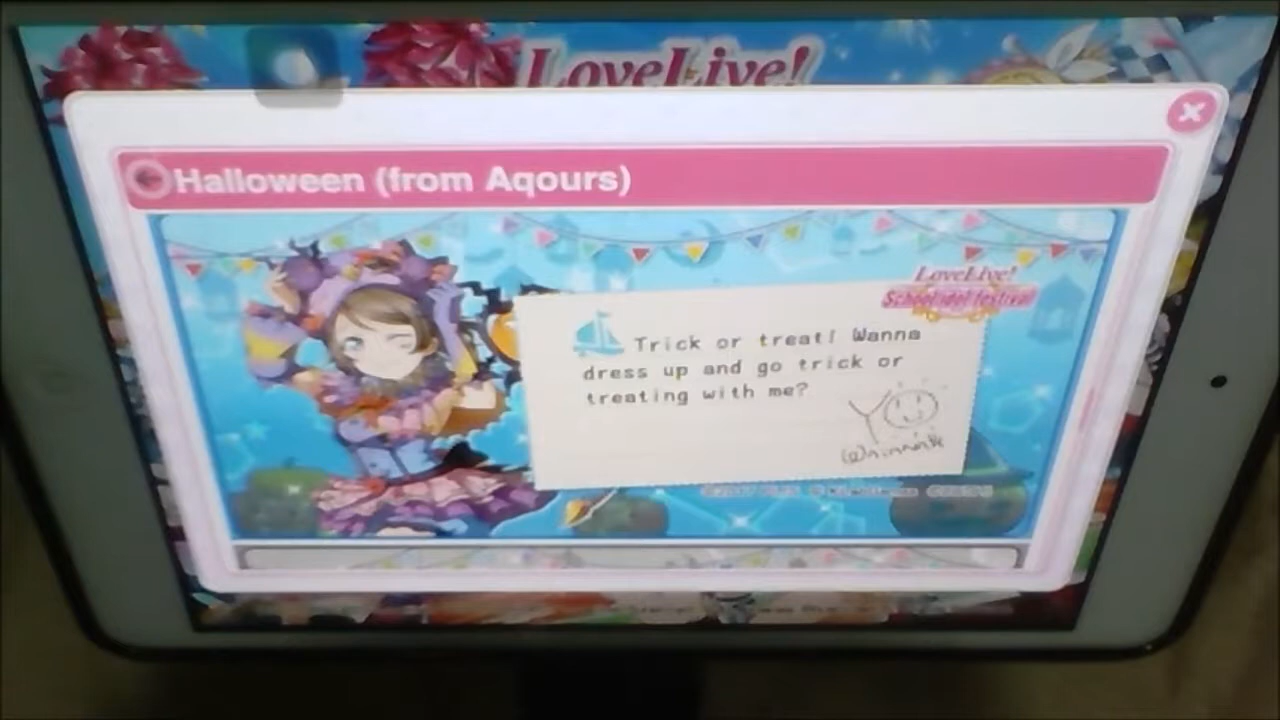 LoveLive!
Halloween (from Aqours)
LoveLive!
School idol festival
Trick or treat! Wanna
dress up and go trick or
treating with me?